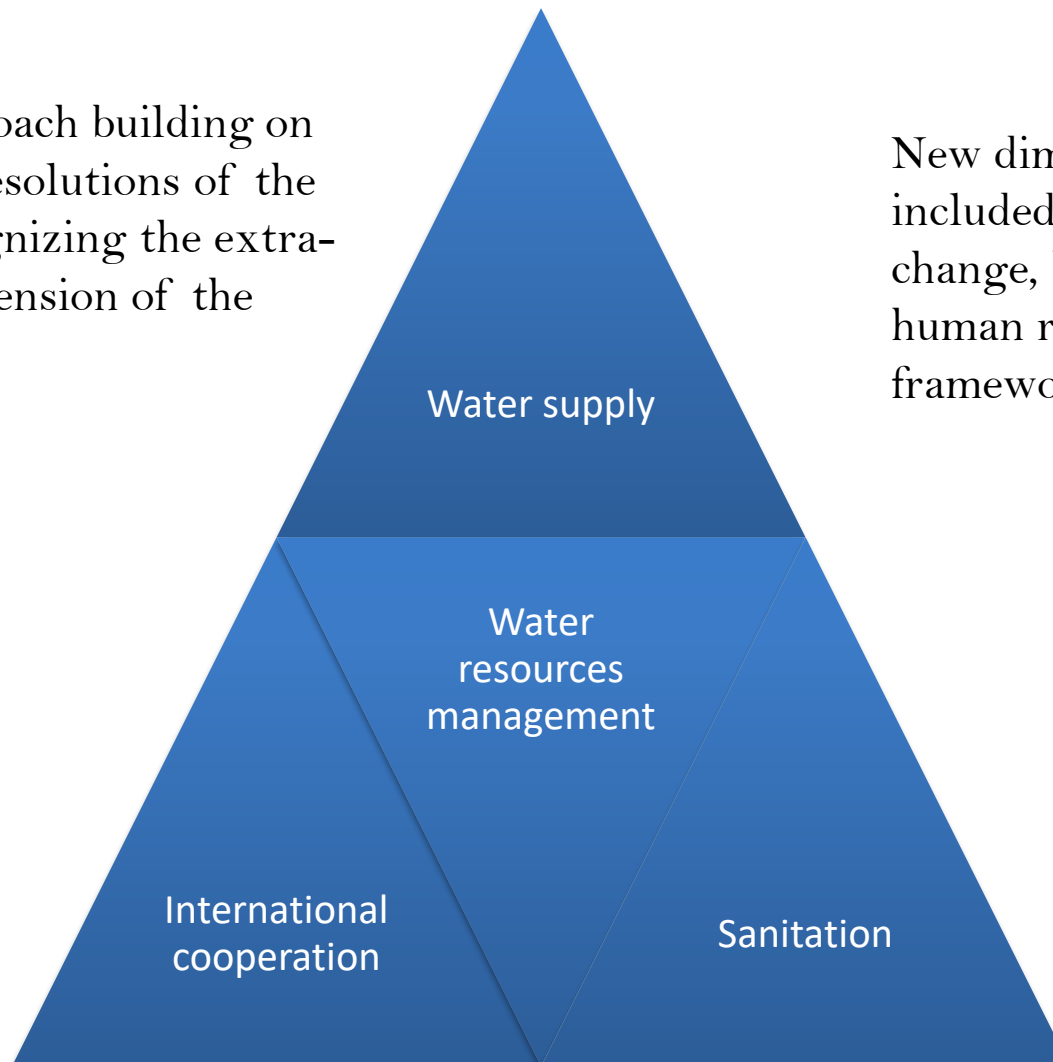 oach building on
esolutions of the
gnizing the extra-
ension of the
New dim
included
change,
human r
framewo
Water supply
Water
resources
management
International
cooperation
Sanitation